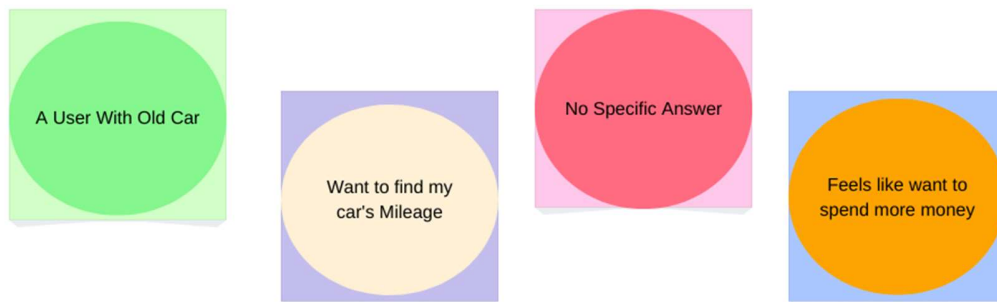 A User With Old Car
Want to find my
car's Mileage
No Specific Answer
Feels like want to
spend more money